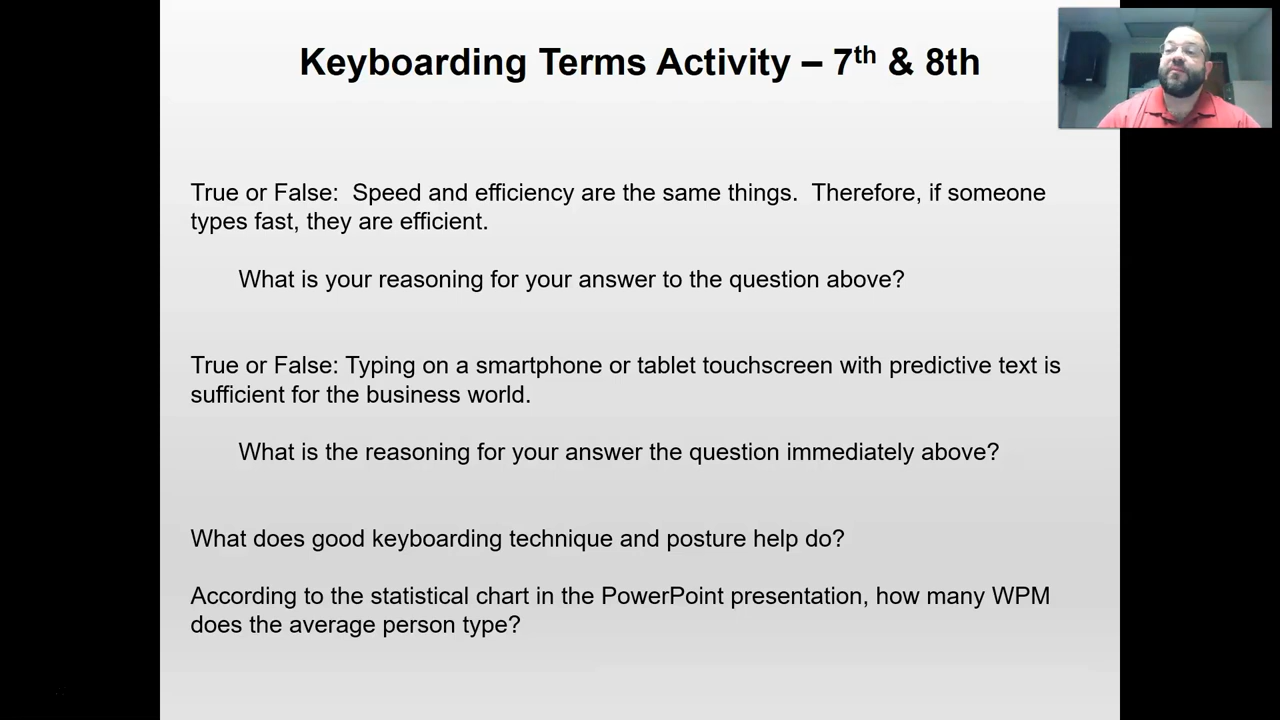 Keyboarding Terms Activity – 7th & 8th
True or False:  Speed and efficiency are the same things.  Therefore, if someone
types fast, they are efficient.
What is your reasoning for your answer to the question above?
True or False: Typing on a smartphone or tablet touchscreen with predictive text is
sufficient for the business world.
What is the reasoning for your answer the question immediately above?
What does good keyboarding technique and posture help do?
According to the statistical chart in the PowerPoint presentation, how many WPM
does the average person type?